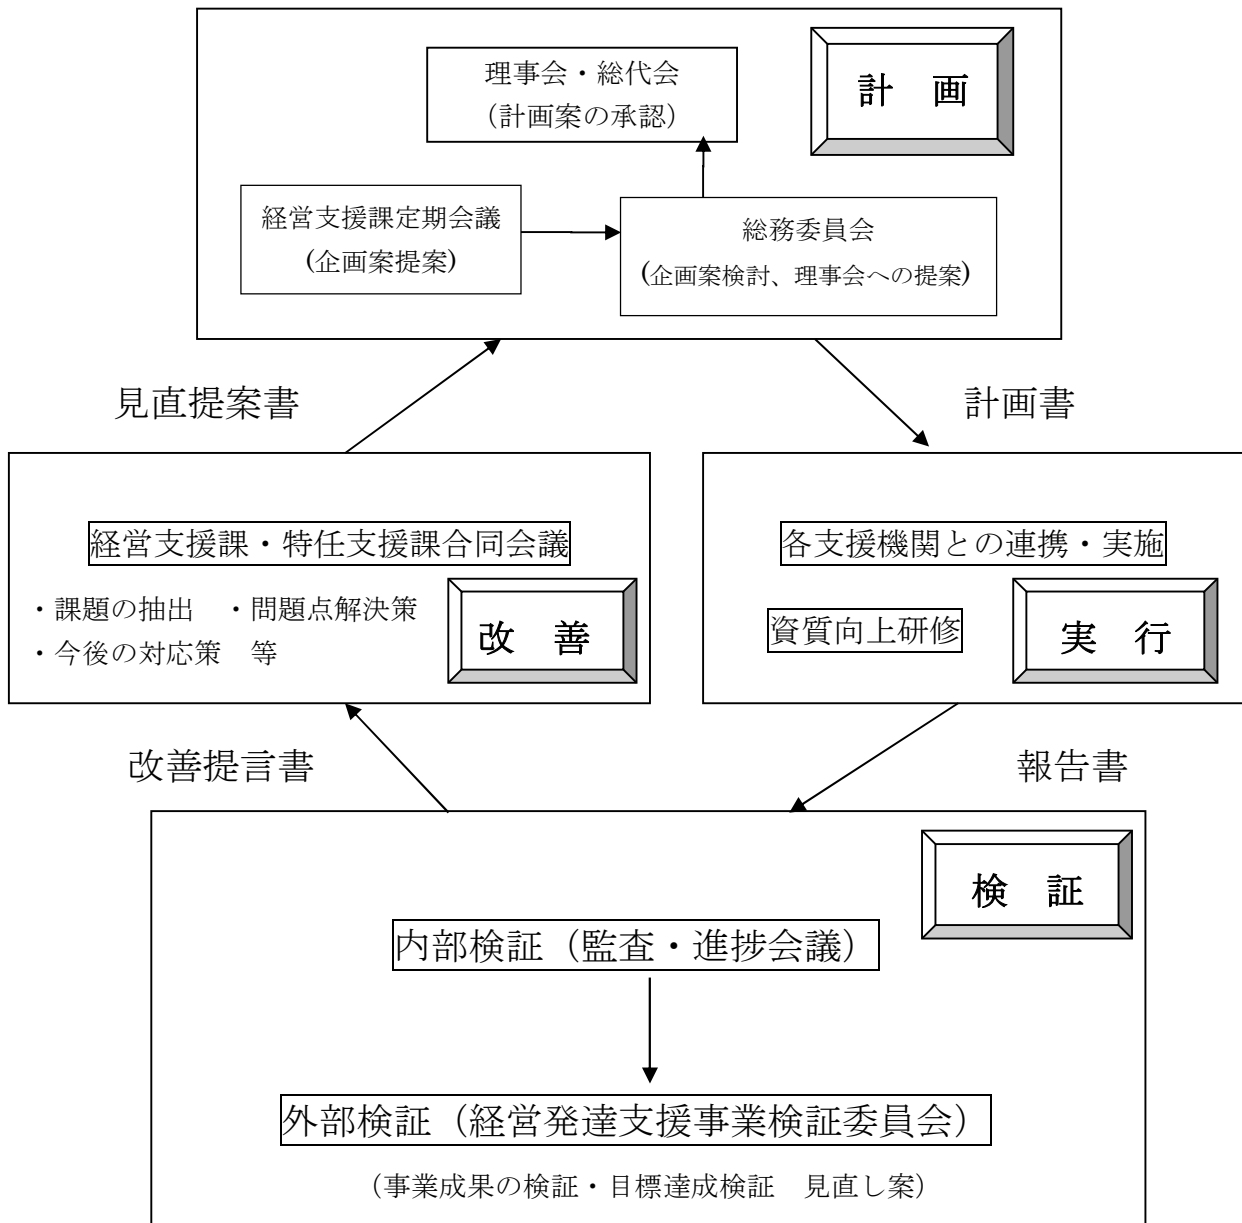 理事会・総代会
（計画案の承認）
計　画
経営支援課定期会議
(企画案提案)
総務委員会
(企画案検討、理事会への提案)
見直提案書
計画書
経営支援課・特任支援課合同会議
・課題の抽出　・問題点解決策
・今後の対応策　等
改　善
各支援機関との連携・実施
資質向上研修
実　行
改善提言書
報告書
検　証
内部検証（監査・進捗会議）
外部検証（経営発達支援事業検証委員会）
（事業成果の検証・目標達成検証　見直し案）